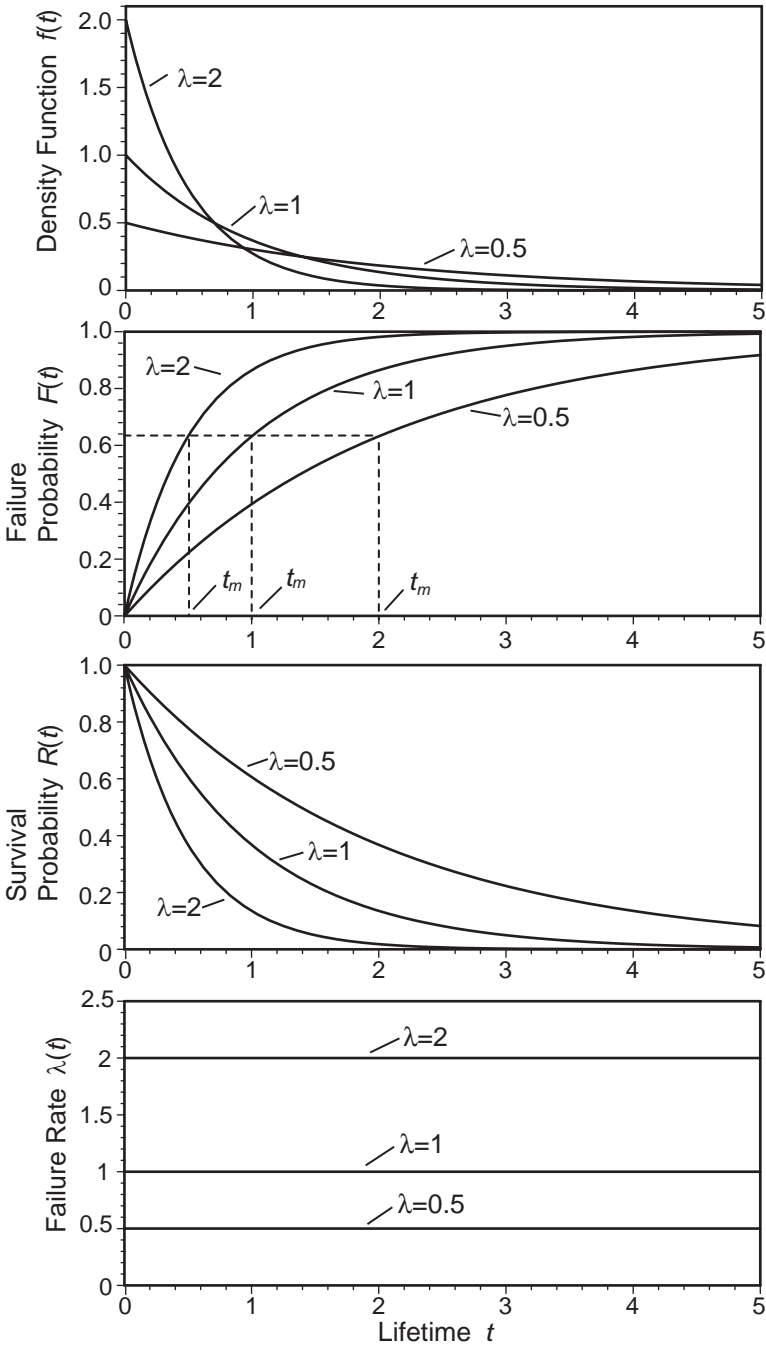 Density Function f(t)
2.0
1.5
1.0
0.5
0
λ=2
λ=1
λ=0.5
0 1 2 3 4 5
Failure
Probability F(t)
1.0
0.8
0.6
0.4
0.2
0
λ=2
λ=1
λ=0.5
tm tm tm
0 1 2 3 4 5
Survival
Probability R(t)
1.0
0.8
0.6
0.4
0.2
0
λ=0.5
λ=1
λ=2
0 1 2 3 4 5
Failure Rate λ(t)
2.5
2
1.5
1
0.5
0
λ=2
λ=1
λ=0.5
0 1 2 3 4 5
Lifetime t